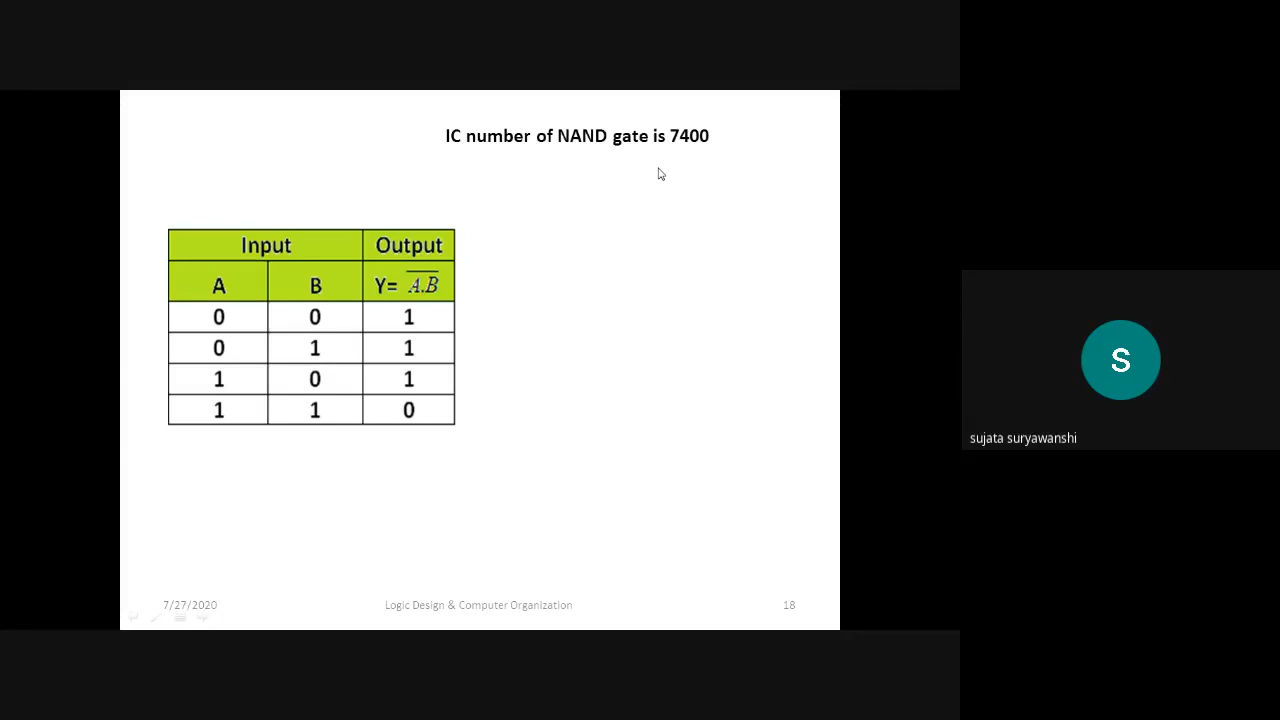 IC number of NAND gate is 7400
Input Output
A B Y= \overline{A.B}
0 0 1
0 1 1
1 0 1
1 1 0
S
sujata suryawanshi
7/27/2020 Logic Design & Computer Organization 18